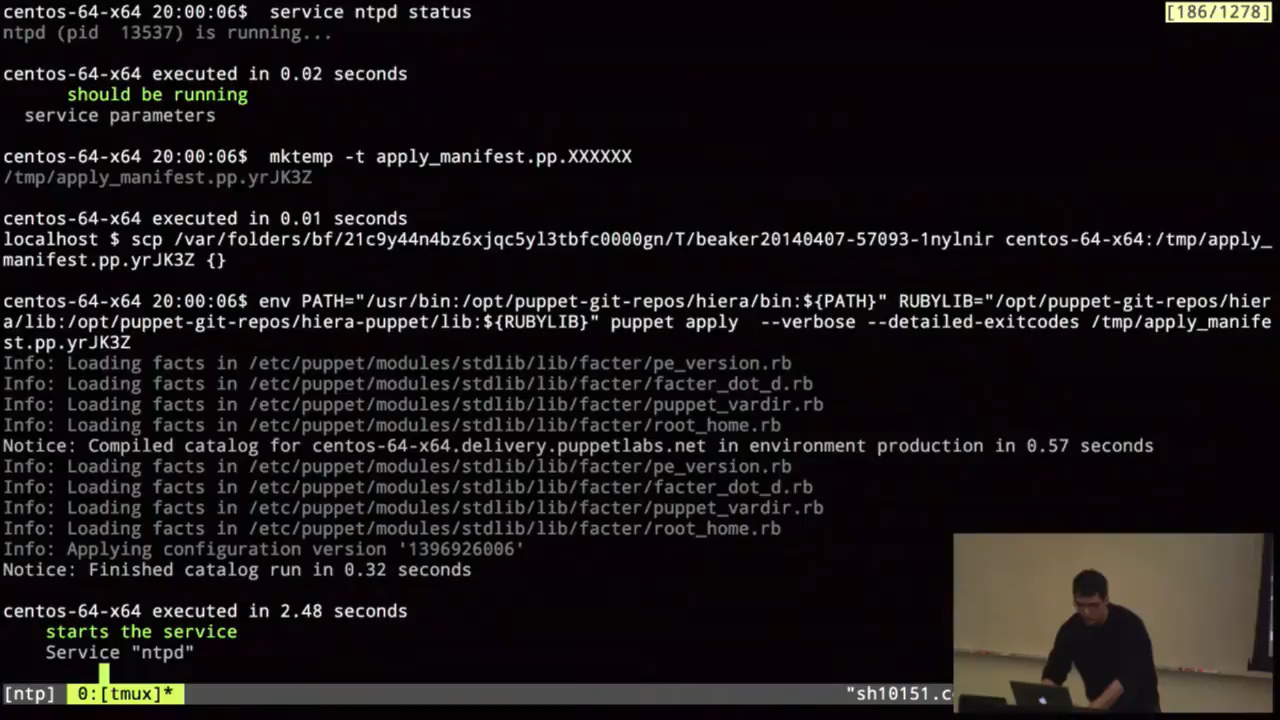 centos-64-x64 20:00:06$  service ntpd status
[186/1278]
ntpd (pid  13537) is running...
centos-64-x64 executed in 0.02 seconds
should be running
service parameters
centos-64-x64 20:00:06$  mktemp -t apply_manifest.pp.XXXXXX
/tmp/apply_manifest.pp.yrJK3Z
centos-64-x64 executed in 0.01 seconds
localhost $ scp /var/folders/bf/21c9y44n4bz6xjqc5yl3tbfc0000gn/T/beaker20140407-57093-1nylnir centos-64-x64:/tmp/apply_
manifest.pp.yrJK3Z {}
centos-64-x64 20:00:06$ env PATH="/usr/bin:/opt/puppet-git-repos/hiera/bin:${PATH}" RUBYLIB="/opt/puppet-git-repos/hier
a/lib:/opt/puppet-git-repos/hiera-puppet/lib:${RUBYLIB}" puppet apply  --verbose --detailed-exitcodes /tmp/apply_manife
st.pp.yrJK3Z
Info: Loading facts in /etc/puppet/modules/stdlib/lib/facter/pe_version.rb
Info: Loading facts in /etc/puppet/modules/stdlib/lib/facter/facter_dot_d.rb
Info: Loading facts in /etc/puppet/modules/stdlib/lib/facter/puppet_vardir.rb
Info: Loading facts in /etc/puppet/modules/stdlib/lib/facter/root_home.rb
Notice: Compiled catalog for centos-64-x64.delivery.puppetlabs.net in environment production in 0.57 seconds
Info: Loading facts in /etc/puppet/modules/stdlib/lib/facter/pe_version.rb
Info: Loading facts in /etc/puppet/modules/stdlib/lib/facter/facter_dot_d.rb
Info: Loading facts in /etc/puppet/modules/stdlib/lib/facter/puppet_vardir.rb
Info: Loading facts in /etc/puppet/modules/stdlib/lib/facter/root_home.rb
Info: Applying configuration version '1396926006'
Notice: Finished catalog run in 0.32 seconds
centos-64-x64 executed in 2.48 seconds
starts the service
Service "ntpd"
[ntp] 0:[tmux]* "sh10151.c